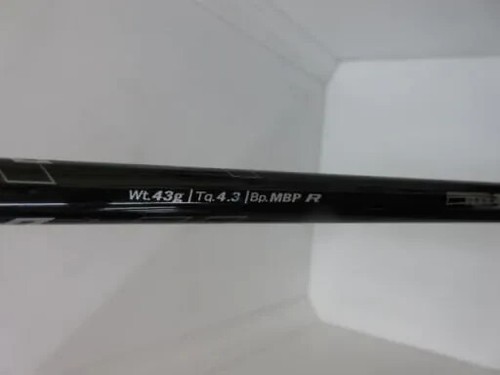 Wt.43g | Tq.4.3 | Bp.MBP R